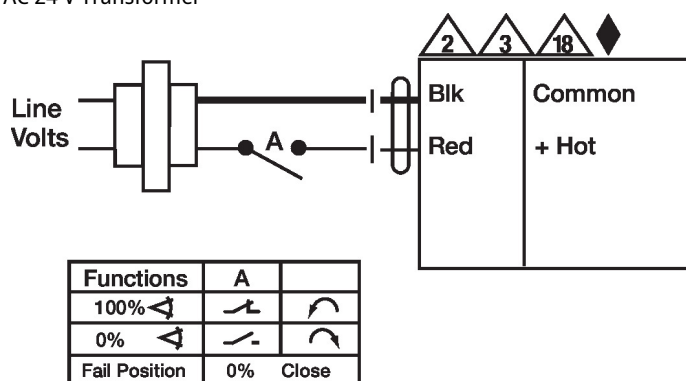 AC 24 V Transformer
2 3 18
Line
Volts
Blk
Common
A
Red
+ Hot
Functions A
100%
0%
Fail Position 0% Close